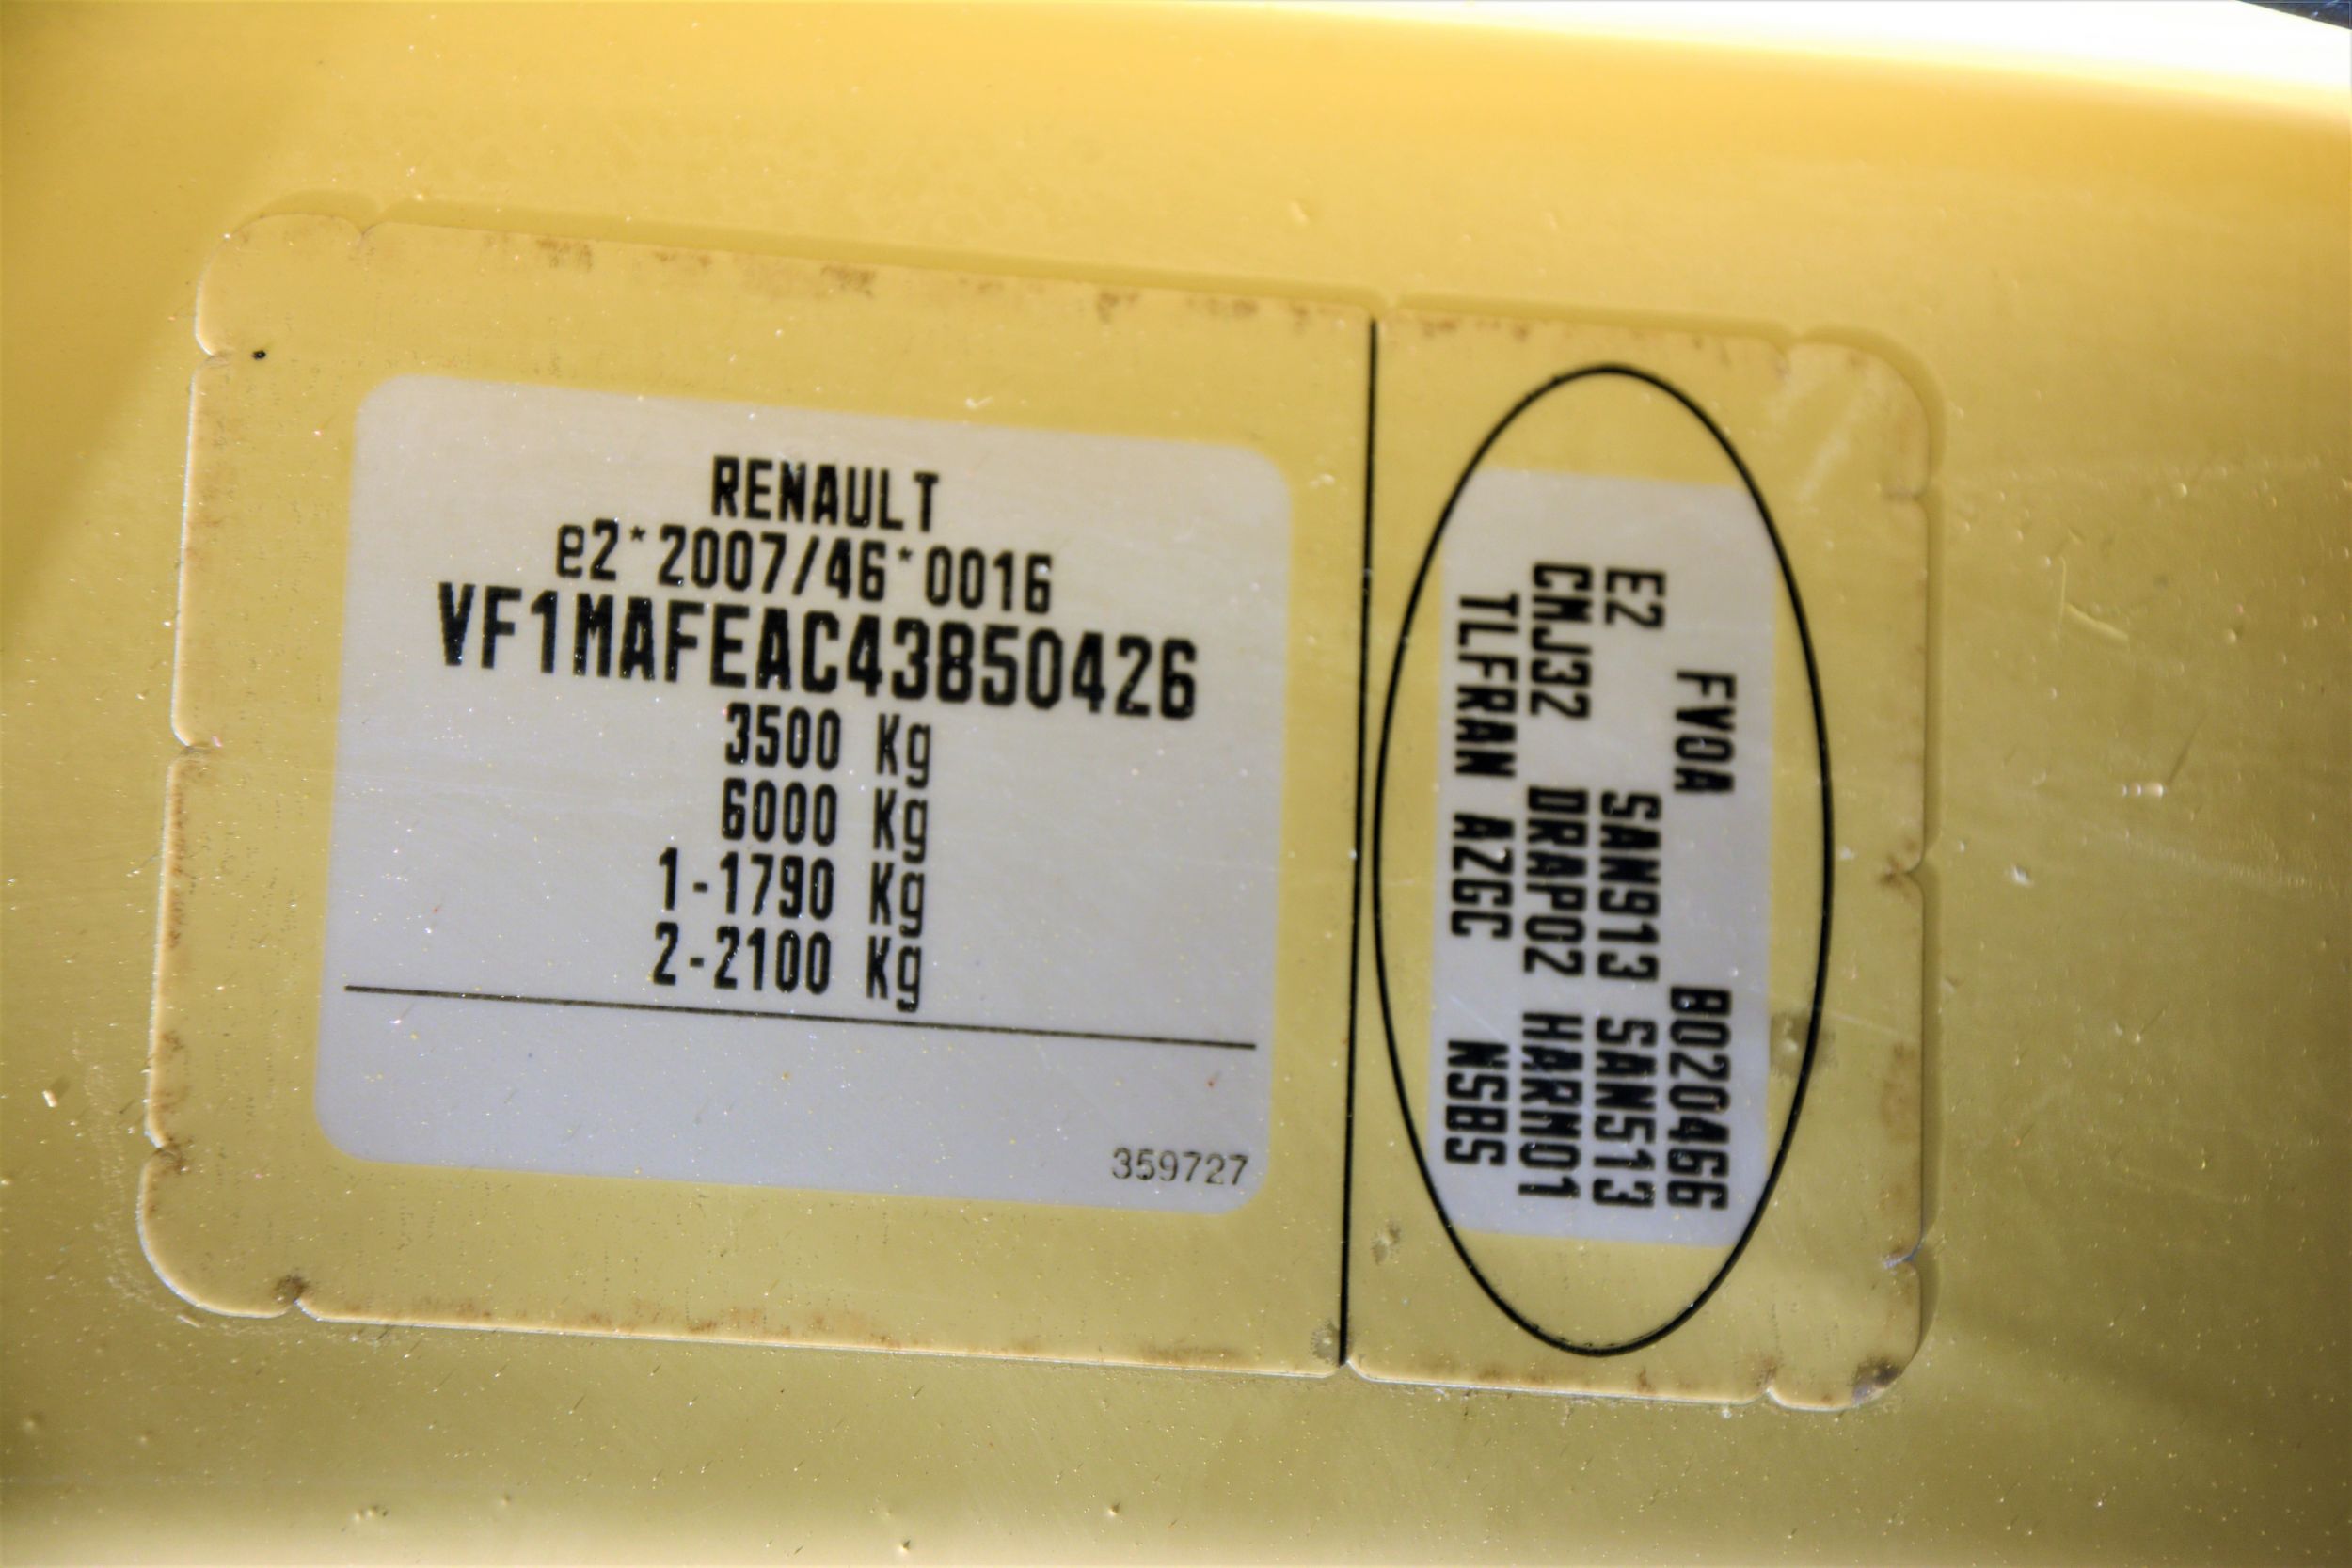 RENAULT
e2*2007/46*0016
VF1MAFEAC43850426
3500 Kg
6000 Kg
1-1790 Kg
2-2100 Kg
359727
FV0A B020466
E2 SAN913 SAN513
CMJ32 DRAP02 HARM01
TLFRAN AZGC NSBS